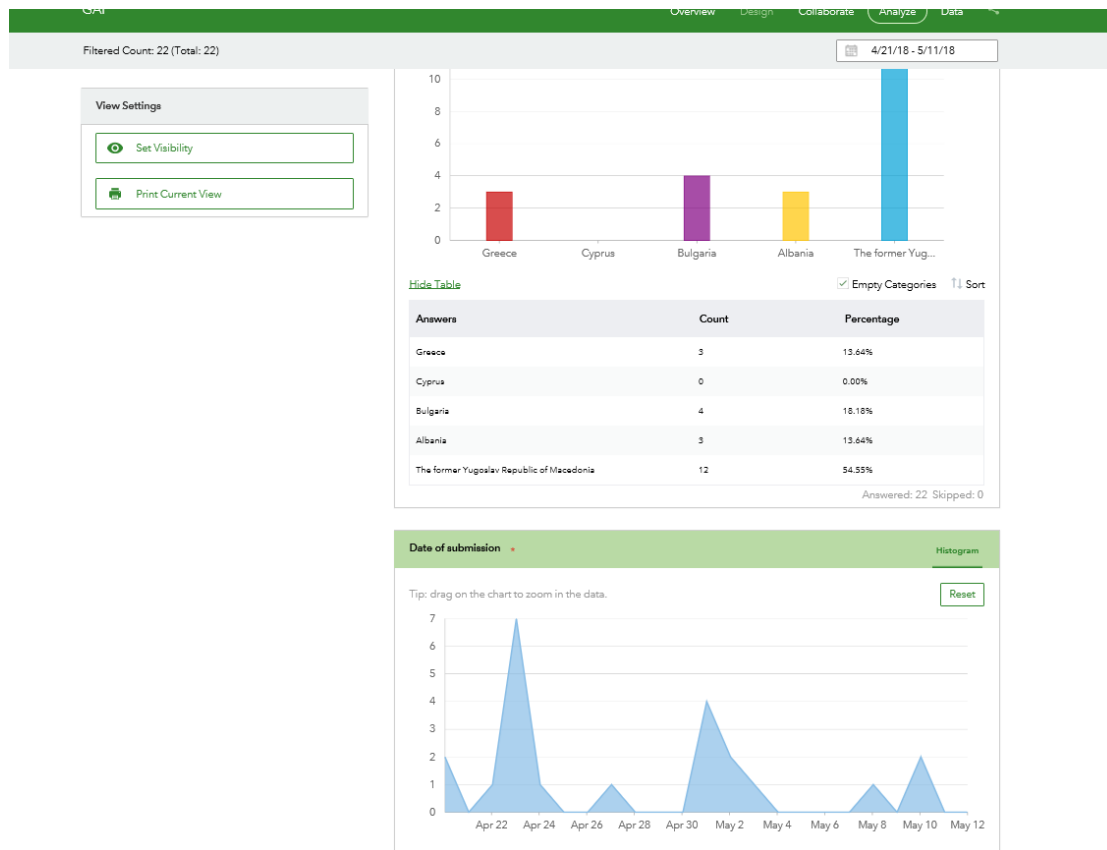 GAP
Overview Design Collaborate Analyze Data
Filtered Count: 22 (Total: 22)
4/21/18 - 5/11/18
View Settings
Set Visibility
Print Current View
10
8
6
4
2
0
Greece Cyprus Bulgaria Albania The former Yug...
Hide Table
Empty Categories Sort
Answers Count Percentage
Greece 3 13.64%
Cyprus 0 0.00%
Bulgaria 4 18.18%
Albania 3 13.64%
The former Yugoslav Republic of Macedonia 12 54.55%
Answered: 22 Skipped: 0
Date of submission *
Histogram
Tip: drag on the chart to zoom in the data.
Reset
7
6
5
4
3
2
1
0
Apr 22 Apr 24 Apr 26 Apr 28 Apr 30 May 2 May 4 May 6 May 8 May 10 May 12